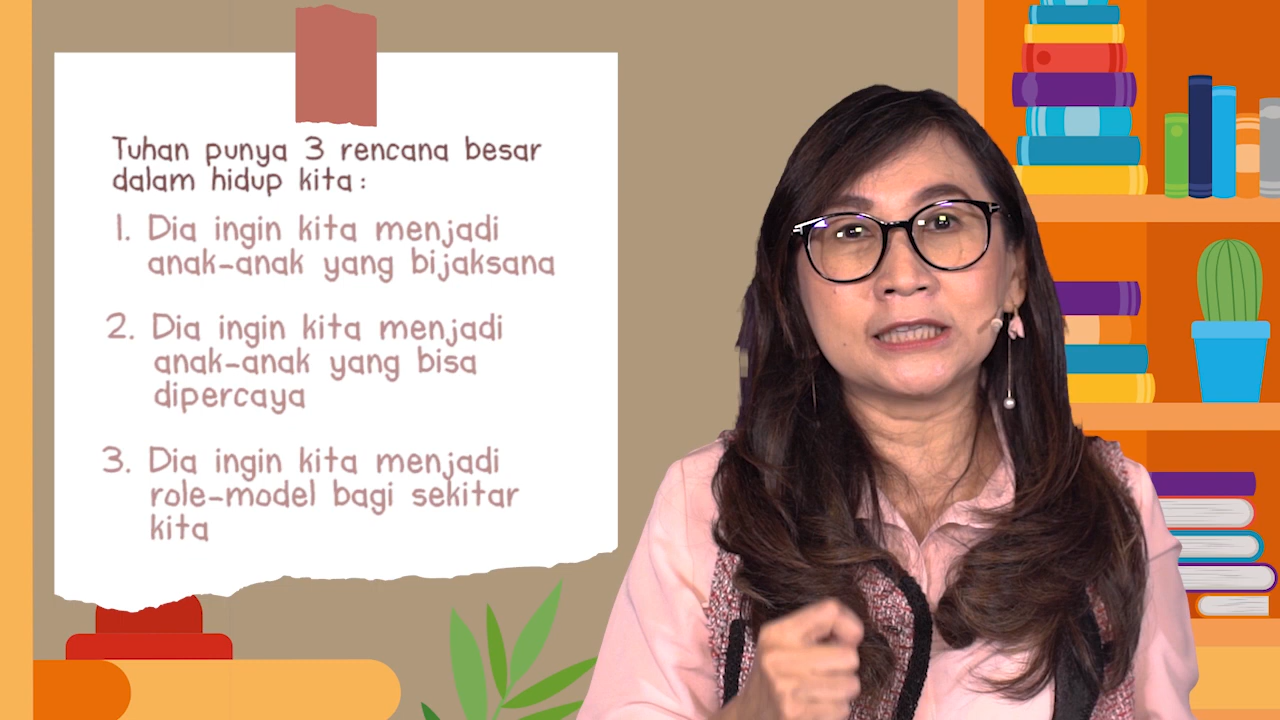 Tuhan punya 3 rencana besar
dalam hidup kita :
1. Dia ingin kita menjadi
anak-anak yang bijaksana
2. Dia ingin kita menjadi
anak-anak yang bisa
dipercaya
3. Dia ingin kita menjadi
role-model bagi sekitar
kita